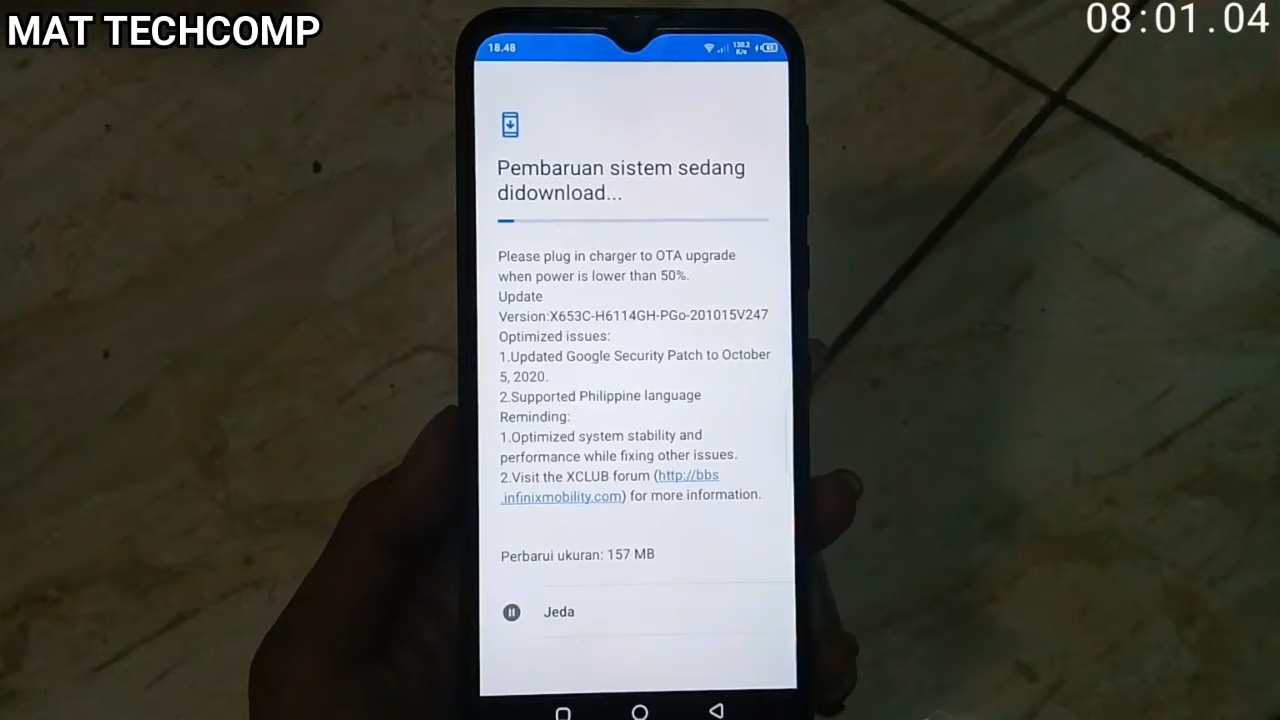 MAT TECHCOMP
08:01.04
18.48
130.2
K/s
65
Pembaruan sistem sedang
didownload...
Please plug in charger to OTA upgrade
when power is lower than 50%.
Update
Version:X653C-H6114GH-PGo-201015V247
Optimized issues:
1.Updated Google Security Patch to October
5, 2020.
2.Supported Philippine language
Reminding:
1.Optimized system stability and
performance while fixing other issues.
2.Visit the XCLUB forum (http://bbs
.infinixmobility.com) for more information.
Perbarui ukuran: 157 MB
Jeda